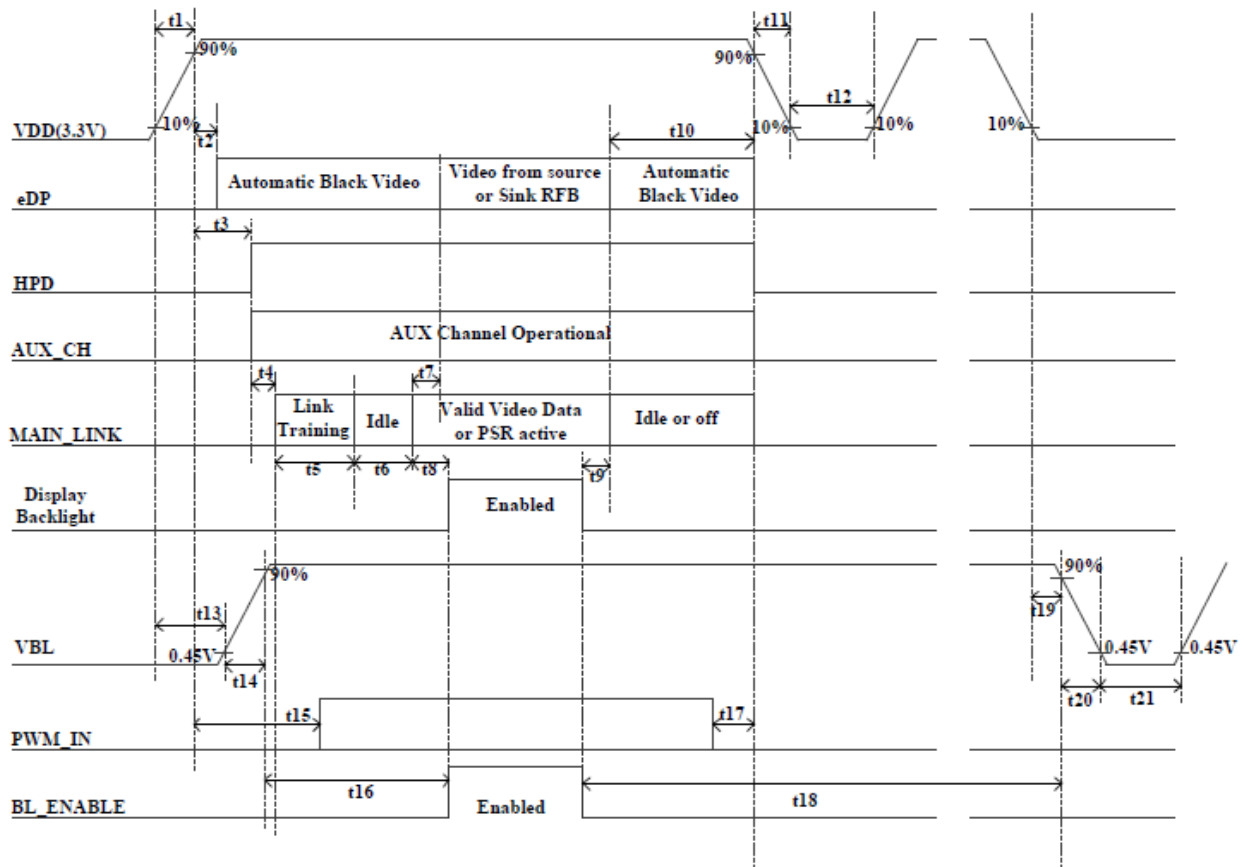 t1
t11
90%
90%
t12
VDD(3.3V)
10%
t2
t10
10%
10%
10%
eDP
Automatic Black Video
Video from source
or Sink RFB
Automatic
Black Video
t3
HPD
AUX_CH
AUX Channel Operational
t4
t7
MAIN_LINK
Link
Training
Idle
Valid Video Data
or PSR active
Idle or off
t5
t6
t8
t9
Display
Backlight
Enabled
90%
90%
t13
t19
VBL
0.45V
0.45V
0.45V
t14
t20
t21
t15
t17
PWM_IN
t16
t18
BL_ENABLE
Enabled